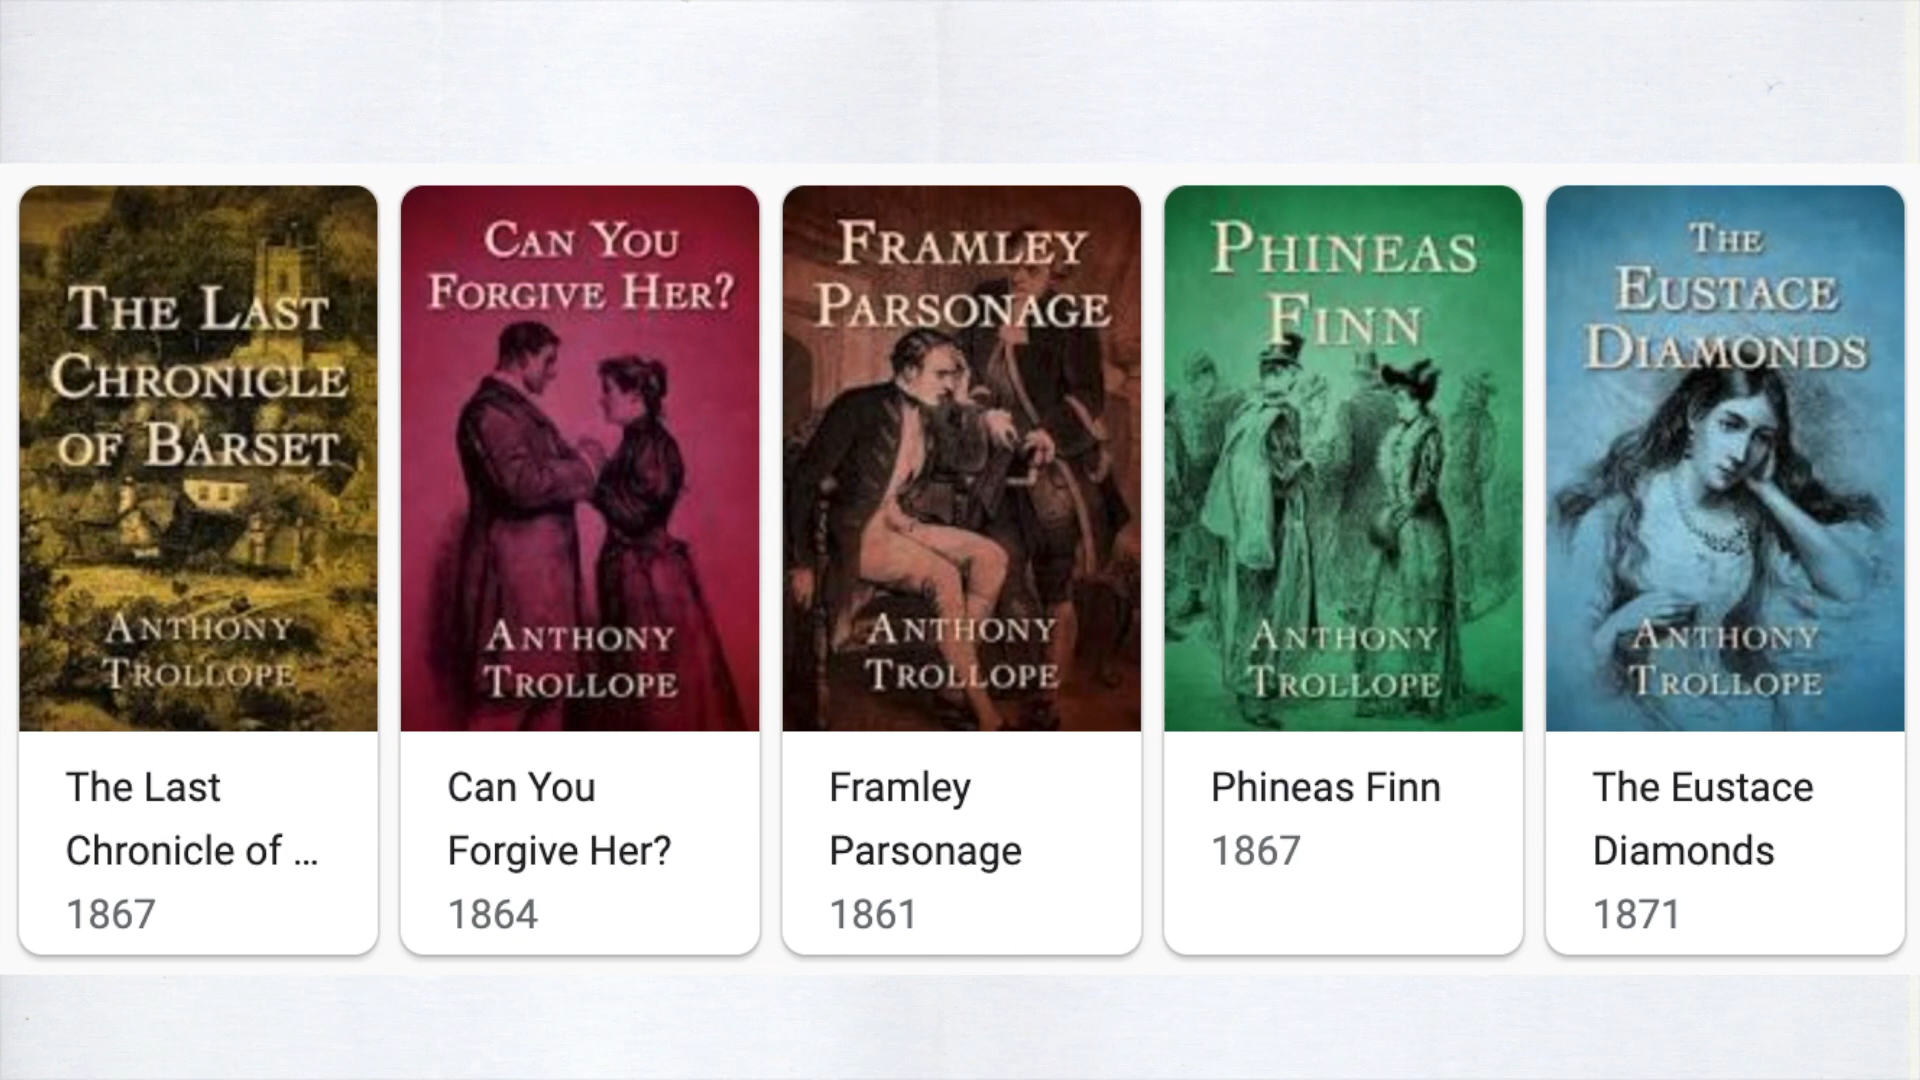 The Last
Chronicle
of Barset
Anthony
Trollope
The Last
Chronicle of ...
1867
Can You
Forgive Her?
Anthony
Trollope
Can You
Forgive Her?
1864
Framley
Parsonage
Anthony
Trollope
Framley
Parsonage
1861
Phineas
Finn
Anthony
Trollope
Phineas Finn
1867
The
Eustace
Diamonds
Anthony
Trollope
The Eustace
Diamonds
1871